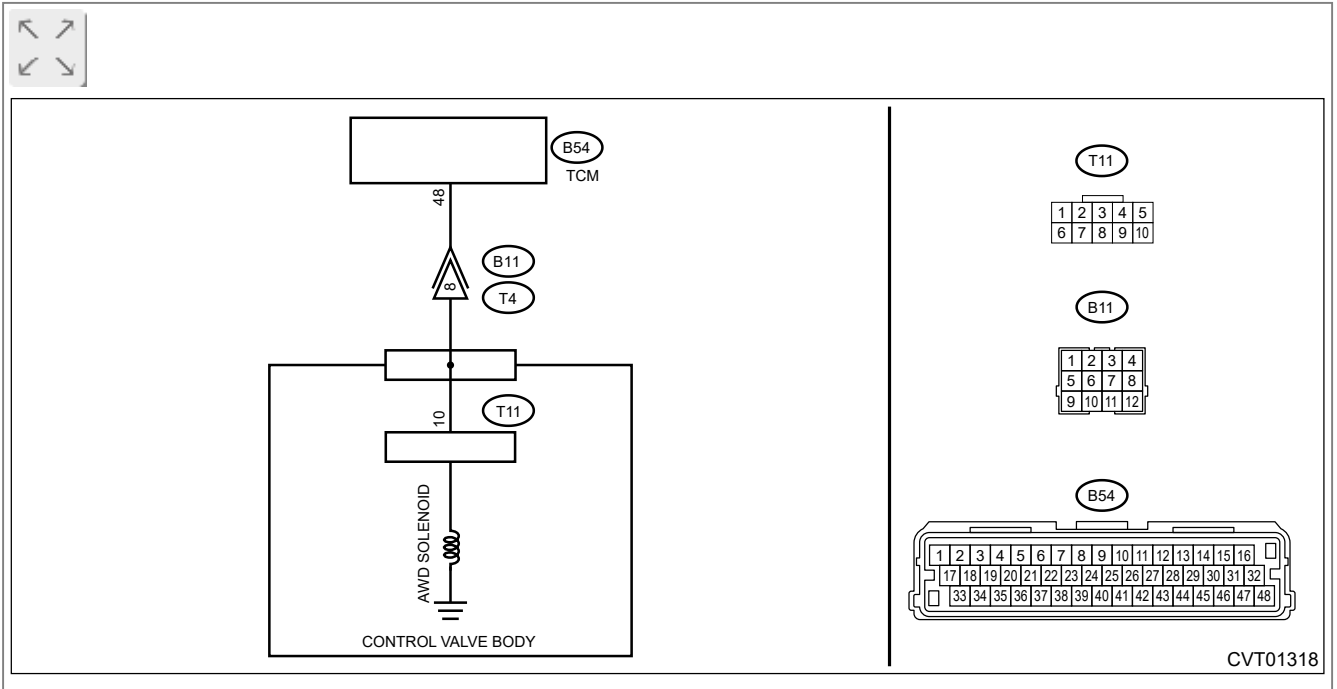 B54
TCM
48
B11
8
T4
10
T11
AWD SOLENOID
CONTROL VALVE BODY
T11
1 2 3 4 5
6 7 8 9 10
B11
1 2 3 4
5 6 7 8
9 10 11 12
B54
1 2 3 4 5 6 7 8 9 10 11 12 13 14 15 16
17 18 19 20 21 22 23 24 25 26 27 28 29 30 31 32
33 34 35 36 37 38 39 40 41 42 43 44 45 46 47 48
CVT01318